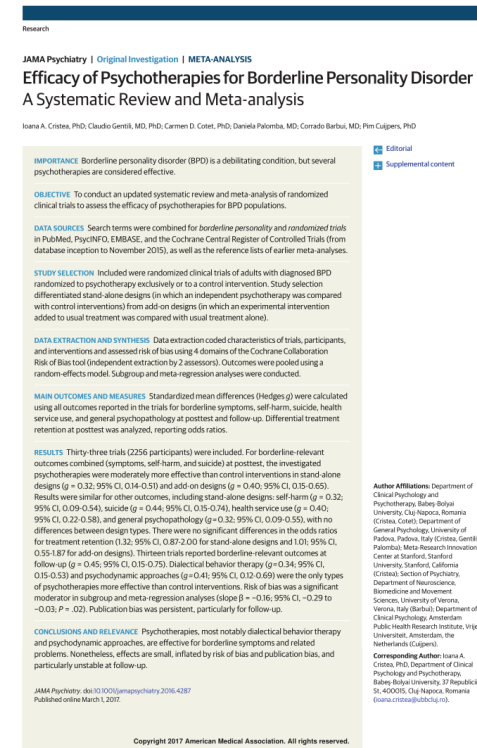 Research
JAMA Psychiatry | Original Investigation | META-ANALYSIS
Efficacy of Psychotherapies for Borderline Personality Disorder
A Systematic Review and Meta-analysis
Ioana A. Cristea, PhD; Claudio Gentili, MD, PhD; Carmen D. Cotet, PhD; Daniela Palomba, MD; Corrado Barbui, MD; Pim Cuijpers, PhD
IMPORTANCE Borderline personality disorder (BPD) is a debilitating condition, but several
psychotherapies are considered effective.
OBJECTIVE To conduct an updated systematic review and meta-analysis of randomized
clinical trials to assess the efficacy of psychotherapies for BPD populations.
DATA SOURCES Search terms were combined for borderline personality and randomized trials
in PubMed, PsycINFO, EMBASE, and the Cochrane Central Register of Controlled Trials (from
database inception to November 2015), as well as the reference lists of earlier meta-analyses.
STUDY SELECTION Included were randomized clinical trials of adults with diagnosed BPD
randomized to psychotherapy exclusively or to a control intervention. Study selection
differentiated stand-alone designs (in which an independent psychotherapy was compared
with control interventions) from add-on designs (in which an experimental intervention
added to usual treatment was compared with usual treatment alone).
DATA EXTRACTION AND SYNTHESIS Data extraction coded characteristics of trials, participants,
and interventions and assessed risk of bias using 4 domains of the Cochrane Collaboration
Risk of Bias tool (independent extraction by 2 assessors). Outcomes were pooled using a
random-effects model. Subgroup and meta-regression analyses were conducted.
MAIN OUTCOMES AND MEASURES Standardized mean differences (Hedges g) were calculated
using all outcomes reported in the trials for borderline symptoms, self-harm, suicide, health
service use, and general psychopathology at posttest and follow-up. Differential treatment
retention at posttest was analyzed, reporting odds ratios.
RESULTS Thirty-three trials (2256 participants) were included. For borderline-relevant
outcomes combined (symptoms, self-harm, and suicide) at posttest, the investigated
psychotherapies were moderately more effective than control interventions in stand-alone
designs (g = 0.32; 95% CI, 0.14-0.51) and add-on designs (g = 0.40; 95% CI, 0.15-0.65).
Results were similar for other outcomes, including stand-alone designs: self-harm (g = 0.32;
95% CI, 0.09-0.54), suicide (g = 0.44; 95% CI, 0.15-0.74), health service use (g = 0.40;
95% CI, 0.22-0.58), and general psychopathology (g=0.32; 95% CI, 0.09-0.55), with no
differences between design types. There were no significant differences in the odds ratios
for treatment retention (1.32; 95% CI, 0.87-2.00 for stand-alone designs and 1.01; 95% CI,
0.55-1.87 for add-on designs). Thirteen trials reported borderline-relevant outcomes at
follow-up (g = 0.45; 95% CI, 0.15-0.75). Dialectical behavior therapy (g=0.34; 95% CI,
0.15-0.53) and psychodynamic approaches (g=0.41; 95% CI, 0.12-0.69) were the only types
of psychotherapies more effective than control interventions. Risk of bias was a significant
moderator in subgroup and meta-regression analyses (slope β = −0.16; 95% CI, −0.29 to
−0.03; P = .02). Publication bias was persistent, particularly for follow-up.
CONCLUSIONS AND RELEVANCE Psychotherapies, most notably dialectical behavior therapy
and psychodynamic approaches, are effective for borderline symptoms and related
problems. Nonetheless, effects are small, inflated by risk of bias and publication bias, and
particularly unstable at follow-up.
JAMA Psychiatry. doi:10.1001/jamapsychiatry.2016.4287
Published online March 1, 2017.
Editorial
Supplemental content
Author Affiliations: Department of
Clinical Psychology and
Psychotherapy, Babeş-Bolyai
University, Cluj-Napoca, Romania
(Cristea, Cotet); Department of
General Psychology, University of
Padova, Padova, Italy (Cristea, Gentili
Palomba); Meta-Research Innovation
Center at Stanford, Stanford
University, Stanford, California
(Cristea); Section of Psychiatry,
Department of Neuroscience,
Biomedicine and Movement
Sciences, University of Verona,
Verona, Italy (Barbui); Department of
Clinical Psychology, Amsterdam
Public Health Research Institute, Vrije
Universiteit, Amsterdam, the
Netherlands (Cuijpers).
Corresponding Author: Ioana A.
Cristea, PhD, Department of Clinical
Psychology and Psychotherapy,
Babeş-Bolyai University, 37 Republicii
St, 400015, Cluj-Napoca, Romania
(ioana.cristea@ubbcluj.ro).
Copyright 2017 American Medical Association. All rights reserved.